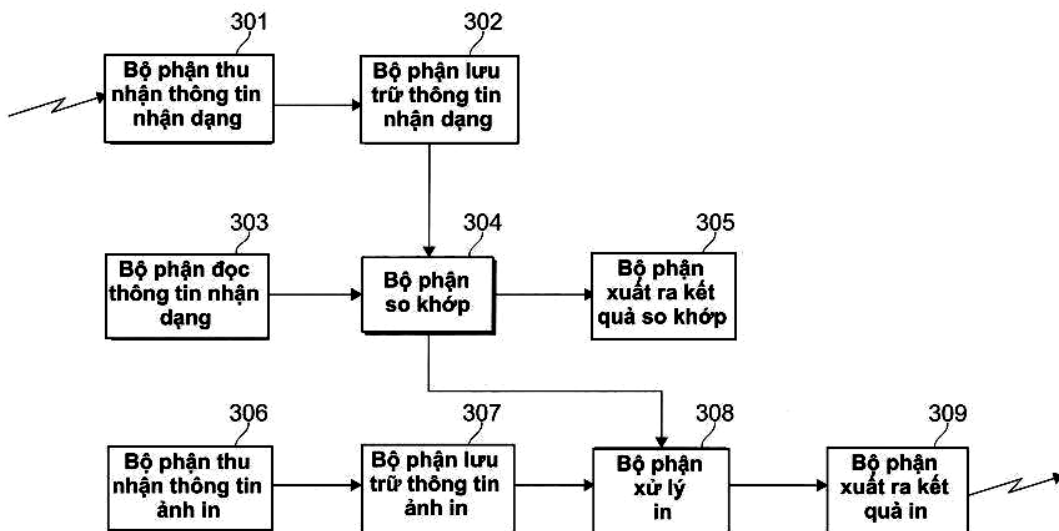 301
Bộ phận thu
nhận thông tin
nhận dạng
302
Bộ phận lưu
trữ thông tin
nhận dạng
303
Bộ phận đọc
thông tin nhận
dạng
304
Bộ phận
so khớp
305
Bộ phận
xuất ra kết
quả so khớp
306
Bộ phận thu
nhận thông tin
ảnh in
307
Bộ phận lưu
trữ thông tin
ảnh in
308
Bộ phận
xử lý
in
309
Bộ phận
xuất ra kết
quả in